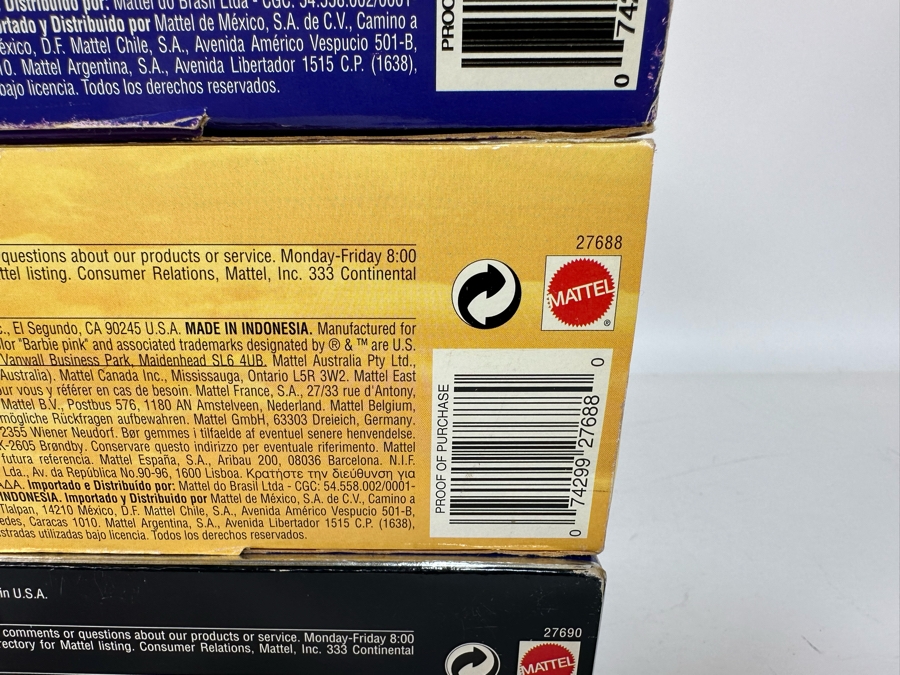 Distribuido por: Mattel do Brasil Ltda - CGC: 54.558.002/0001-
rtado y Distribuido por Mattel de México, S.A. de C.V., Camino a
éxico, D.F. Mattel Chile, S.A., Avenida Américo Vespucio 501-B,
10. Mattel Argentina, S.A., Avenida Libertador 1515 C.P. (1638),
bajo licencia. Todos los derechos reservados.
PROO
0
742
questions about our products or service. Monday-Friday 8:00
ttel listing. Consumer Relations, Mattel, Inc. 333 Continental
27688
MATTEL
®
c., El Segundo, CA 90245 U.S.A. MADE IN INDONESIA. Manufactured for
lor "Barbie pink" and associated trademarks designated by ® & ™ are U.S.
Vanwall Business Park, Maidenhead SL6 4UB. Mattel Australia Pty Ltd.,
Australia). Mattel Canada Inc., Mississauga, Ontario L5R 3W2. Mattel East
ur vous y référer en cas de besoin. Mattel France, S.A., 27/33 rue d'Antony,
Mattel B.V., Postbus 576, 1180 AN Amstelveen, Nederland. Mattel Belgium,
mögliche Rückfragen aufbewahren. Mattel GmbH, 63303 Dreieich, Germany.
2355 Wiener Neudorf. Bør gemmes i tilfaelde af eventuel senere henvendelse.
K-2605 Brøndby. Conservare questo indirizzo per eventuale riferimento. Mattel
futura referencia. Mattel España, S.A., Aribau 200, 08036 Barcelona. N.I.F.
Lda., Av. da República No.90-96, 1600 Lisboa. Κρατήστε την διεύθυνση για
ΔΑ. Importado e Distribuido por: Mattel do Brasil Ltda - CGC: 54.558.002/0001-
INDONESIA. Importado y Distribuido por Mattel de México, S.A. de C.V., Camino a
Tlalpan, 14210 México, D.F. Mattel Chile, S.A., Avenida Américo Vespucio 501-B,
edes, Caracas 1010. Mattel Argentina, S.A., Avenida Libertador 1515 C.P. (1638),
stradas utilizadas bajo licencia. Todos los derechos reservados.
PROOF OF PURCHASE
0 74299 27688 0
in U.S.A.
comments or questions about our products or service. Monday-Friday 8:00
rectory for Mattel listing. Consumer Relations, Mattel, Inc. 333 Continental
27690
MATTEL